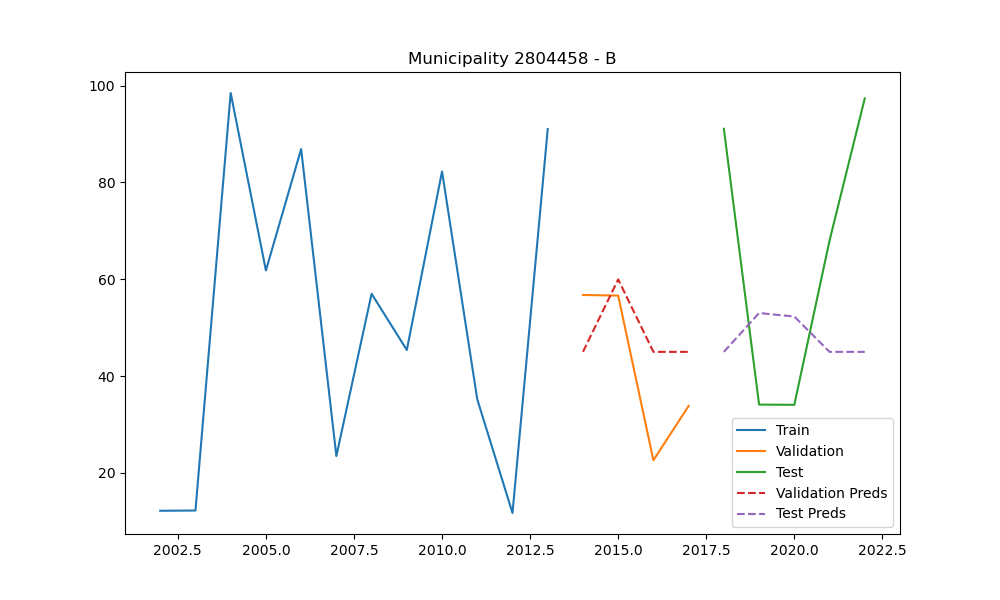 Municipality 2804458 - B
100
80
60
40
20
2002.5 2005.0 2007.5 2010.0 2012.5 2015.0 2017.5 2020.0 2022.5
Train
Validation
Test
Validation Preds
Test Preds